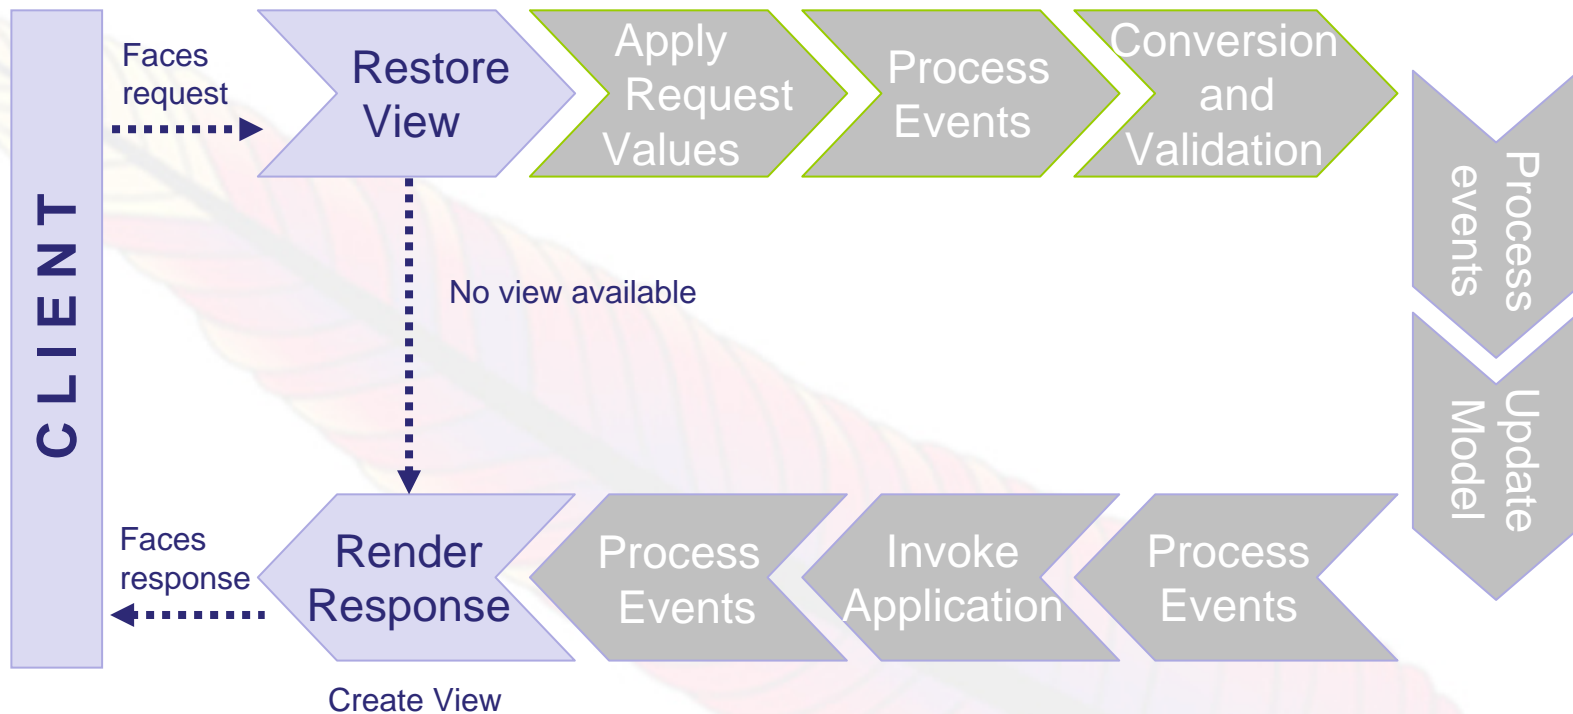 CLIENT
Faces
request
Restore
View
Apply
Request
Values
Process
Events
Conversion
and
Validation
Process
events
Update
Model
No view available
Faces
response
Render
Response
Process
Events
Invoke
Application
Process
Events
Create View